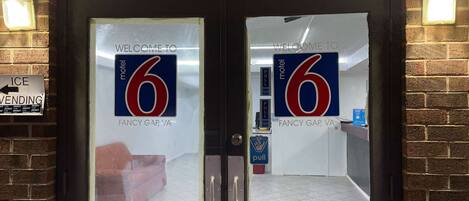 WELCOME TO
motel
6
FANCY GAP, VA
WELCOME TO
motel
6
FANCY GAP, VA
ICE
VENDING
pull